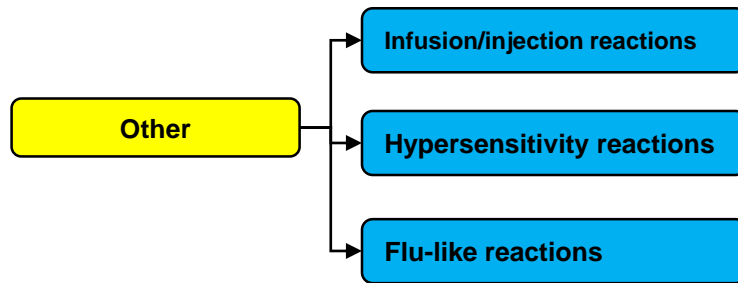 Infusion/injection reactions
Other
Hypersensitivity reactions
Flu-like reactions